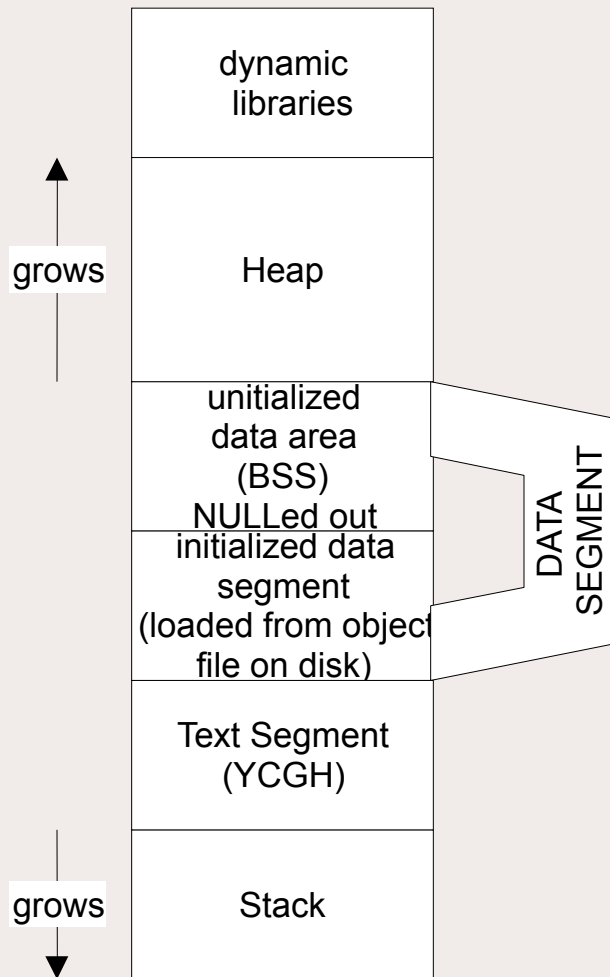 dynamic
libraries
grows
Heap
unitialized
data area
(BSS)
NULLed out
initialized data
segment
(loaded from object
file on disk)
DATA
SEGMENT
Text Segment
(YCGH)
grows
Stack